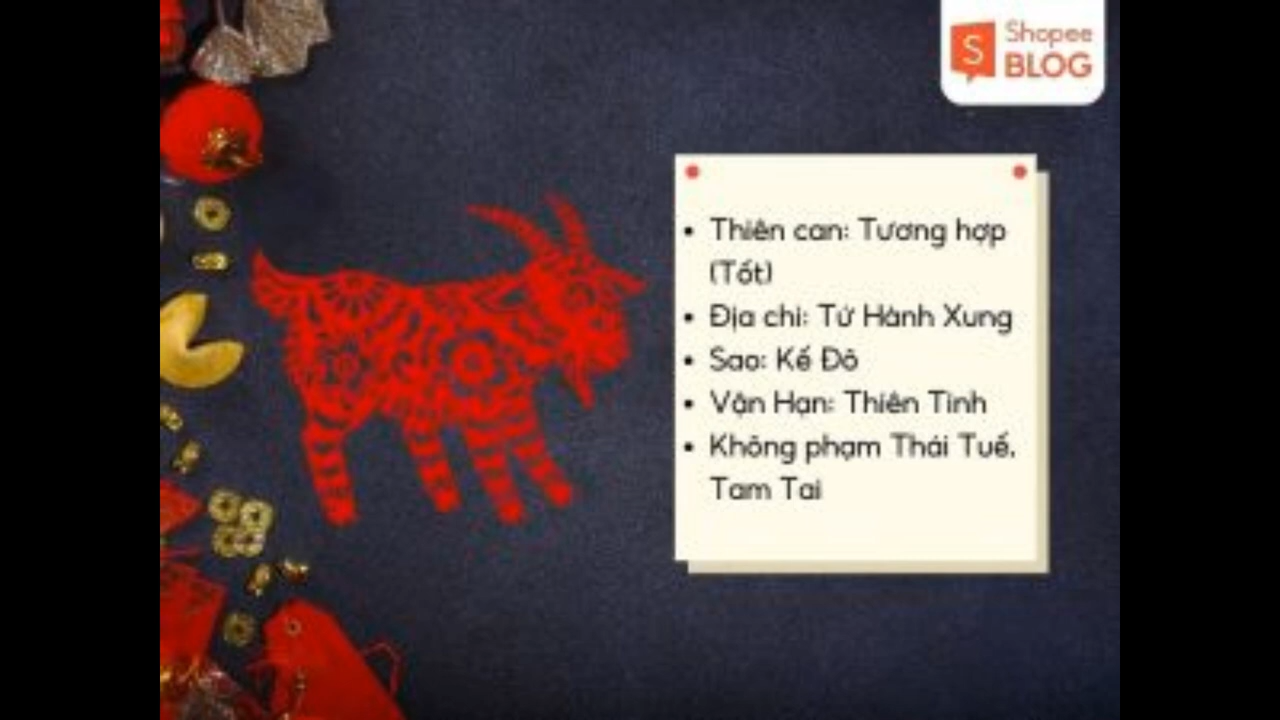 Shopee
BLOG
• Thiên can: Tương hợp
(Tốt)
• Địa chi: Tứ Hành Xung
• Sao: Kế Đô
• Vận Hạn: Thiên Tinh
• Không phạm Thái Tuế,
Tam Tai